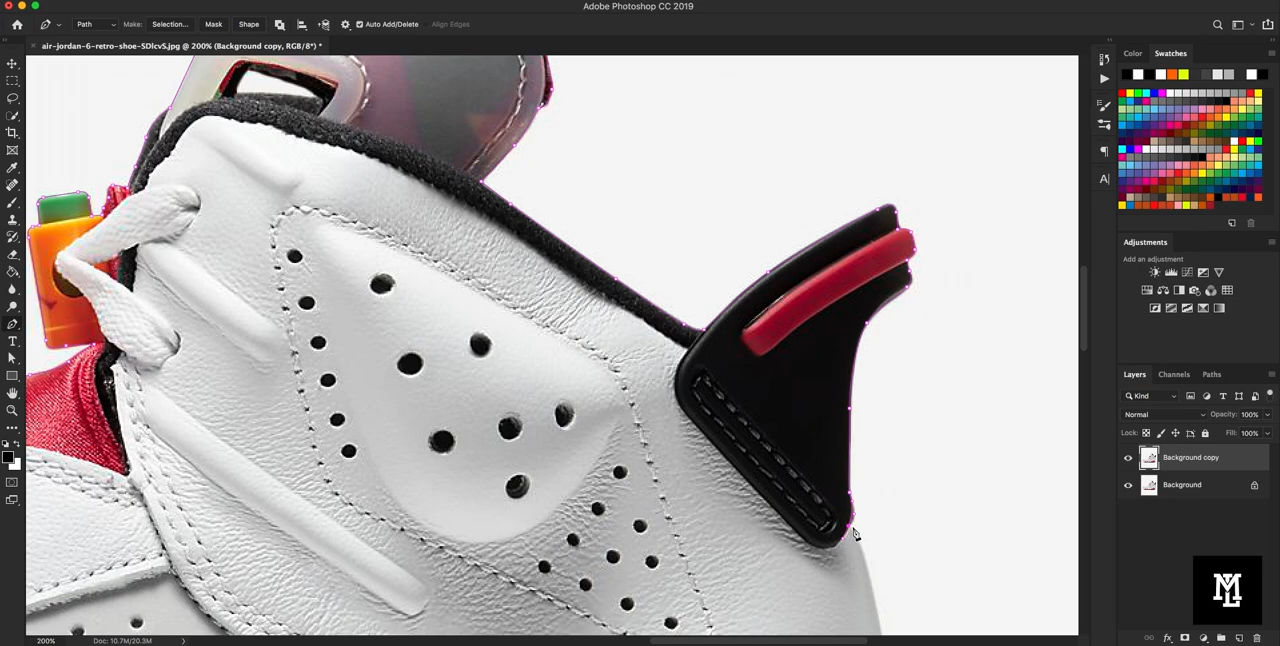 Adobe Photoshop CC 2019
Path
Make:
Selection...
Mask
Shape
Auto Add/Delete
Align Edges
air-jordan-6-retro-shoe-SDlcvS.jpg @ 200% (Background copy, RGB/8*) *
Color
Swatches
Adjustments
Add an adjustment
Layers
Channels
Paths
Kind
Normal
Opacity: 100%
Lock:
Fill: 100%
Background copy
Background
ML
200%
Doc: 10.7M/20.3M